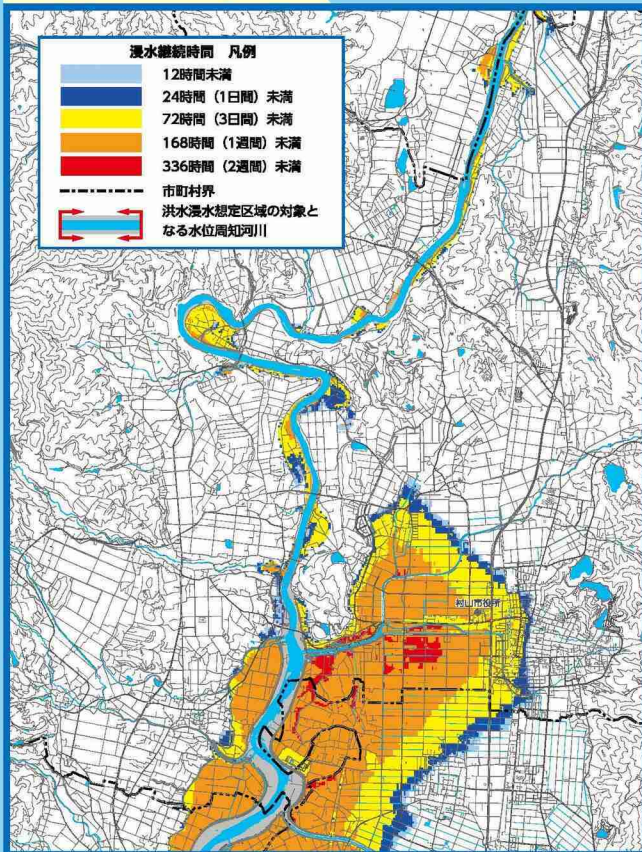 浸水継続時間 凡例
12時間未満
24時間（1日間）未満
72時間（3日間）未満
168時間（1週間）未満
336時間（2週間）未満
市町村界
洪水浸水想定区域の対象と
なる水位周知河川
村山市役所